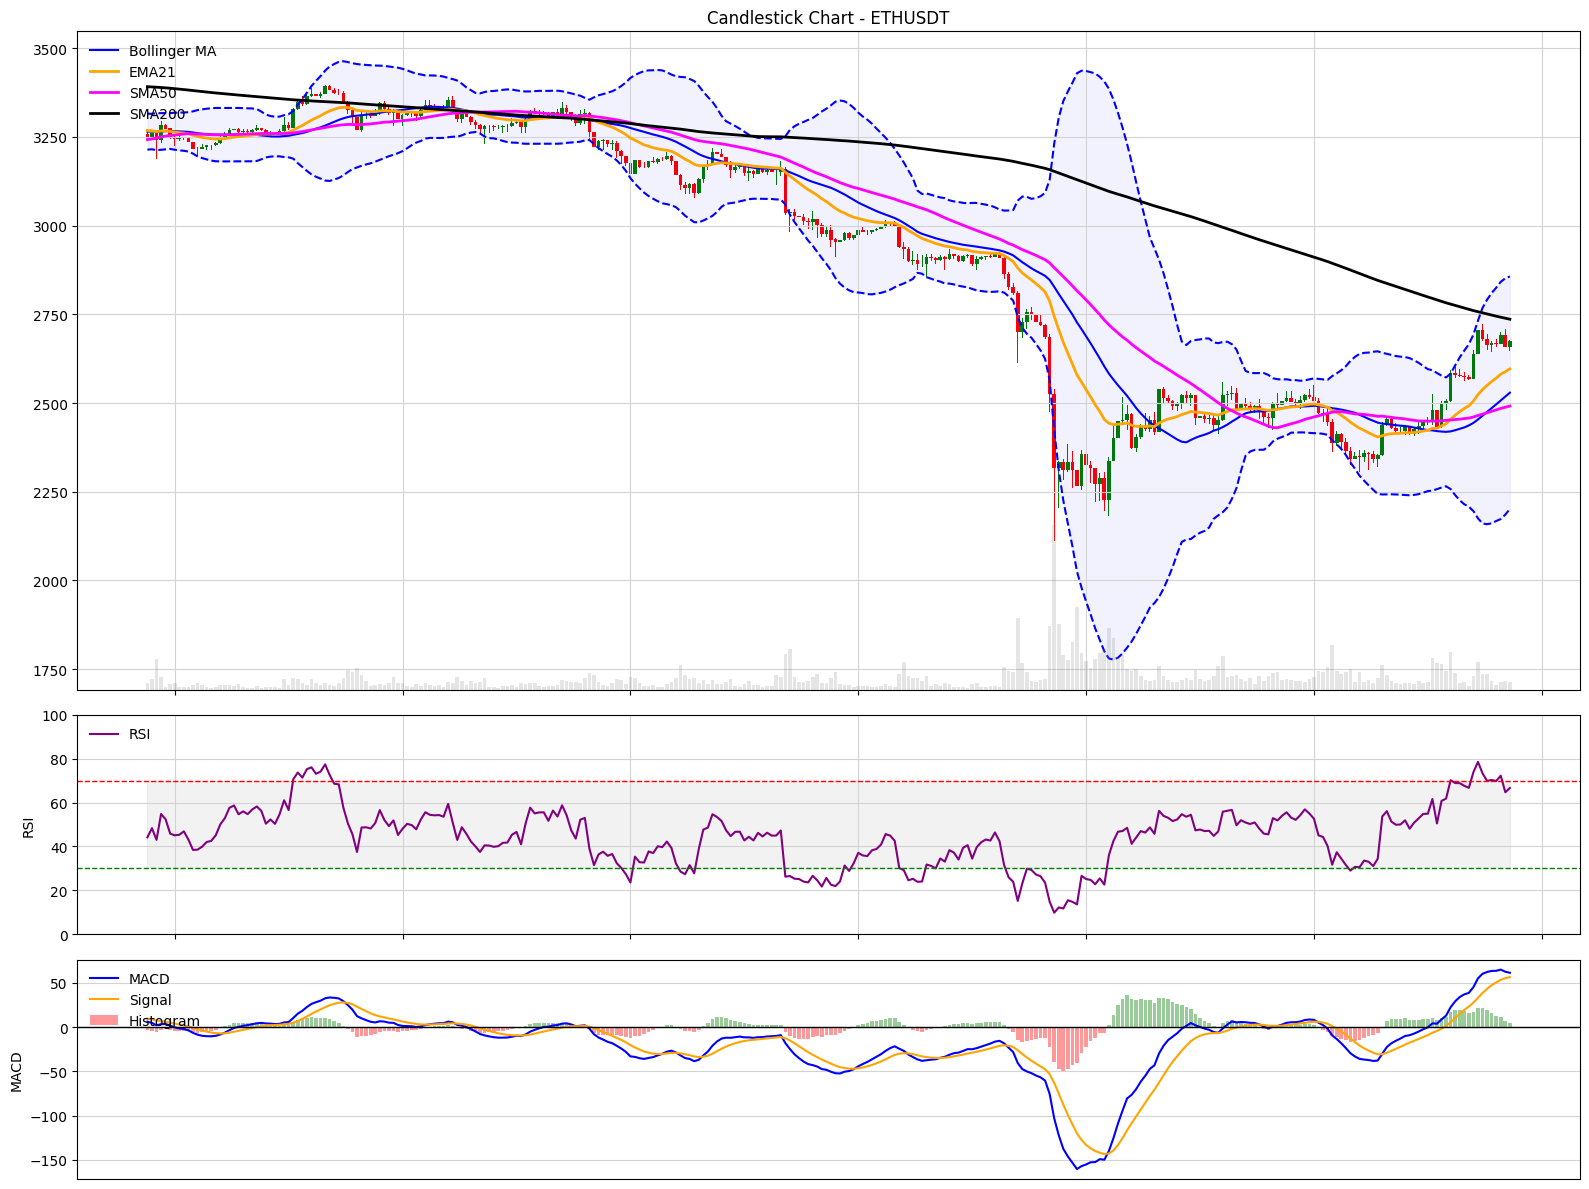 Candlestick Chart - ETHUSDT
Bollinger MA
EMA21
SMA50
SMA200
3500
3250
3000
2750
2500
2250
2000
1750
RSI
RSI
100
80
60
40
20
0
MACD
Signal
Histogram
MACD
50
0
−50
−100
−150